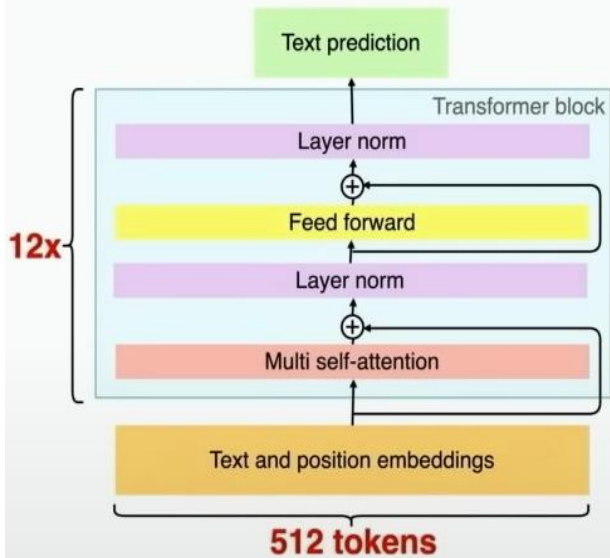 Text prediction
Transformer block
Layer norm
Feed forward
12x
Layer norm
Multi self-attention
Text and position embeddings
512 tokens